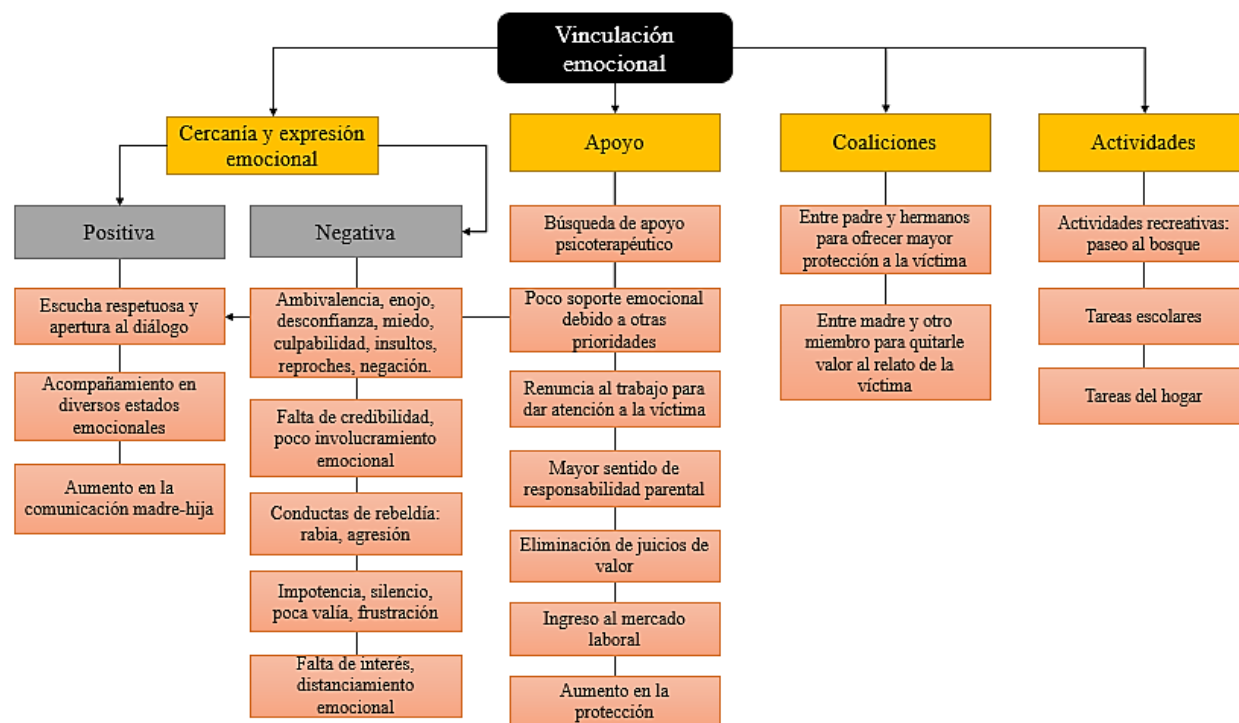 Vinculación
emocional
Cercanía y expresión
emocional
Apoyo
Coaliciones
Actividades
Positiva
Escucha respetuosa y
apertura al diálogo
Acompañamiento en
diversos estados
emocionales
Aumento en la
comunicación madre-hija
Negativa
Ambivalencia, enojo,
desconfianza, miedo,
culpabilidad, insultos,
reproches, negación.
Falta de credibilidad,
poco involucramiento
emocional
Conductas de rebeldía:
rabia, agresión
Impotencia, silencio,
poca valía, frustración
Falta de interés,
distanciamiento
emocional
Búsqueda de apoyo
psicoterapéutico
Poco soporte emocional
debido a otras
prioridades
Renuncia al trabajo para
dar atención a la víctima
Mayor sentido de
responsabilidad parental
Eliminación de juicios de
valor
Ingreso al mercado
laboral
Aumento en la
protección
Entre padre y hermanos
para ofrecer mayor
protección a la víctima
Entre madre y otro
miembro para quitarle
valor al relato de la
víctima
Actividades recreativas:
paseo al bosque
Tareas escolares
Tareas del hogar